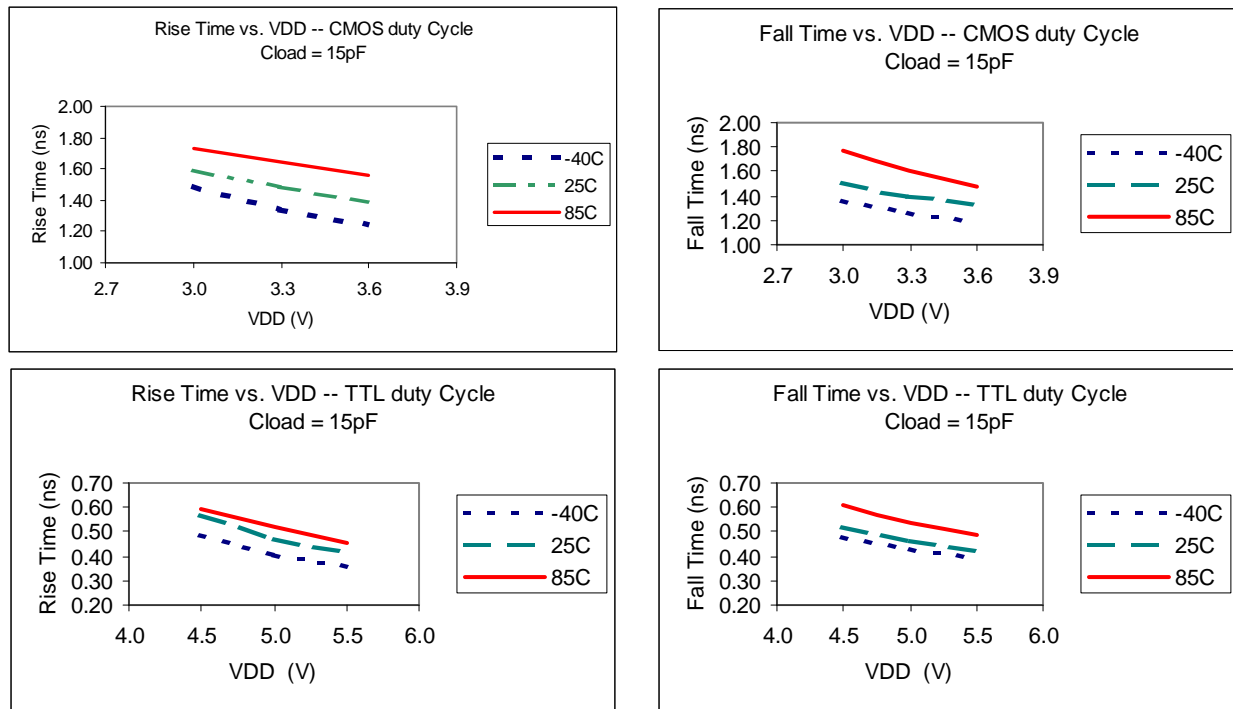 Rise Time vs. VDD -- CMOS duty Cycle
Cload = 15pF
Rise Time (ns)
2.00
1.80
1.60
1.40
1.20
1.00
2.7 3.0 3.3 3.6 3.9
VDD (V)
-40C
25C
85C
Fall Time vs. VDD -- CMOS duty Cycle
Cload = 15pF
Fall Time (ns)
2.00
1.80
1.60
1.40
1.20
1.00
2.7 3.0 3.3 3.6 3.9
VDD (V)
-40C
25C
85C
Rise Time vs. VDD -- TTL duty Cycle
Cload = 15pF
Rise Time (ns)
0.70
0.60
0.50
0.40
0.30
0.20
4.0 4.5 5.0 5.5 6.0
VDD (V)
-40C
25C
85C
Fall Time vs. VDD -- TTL duty Cycle
Cload = 15pF
Fall Time (ns)
0.70
0.60
0.50
0.40
0.30
0.20
4.0 4.5 5.0 5.5 6.0
VDD (V)
-40C
25C
85C